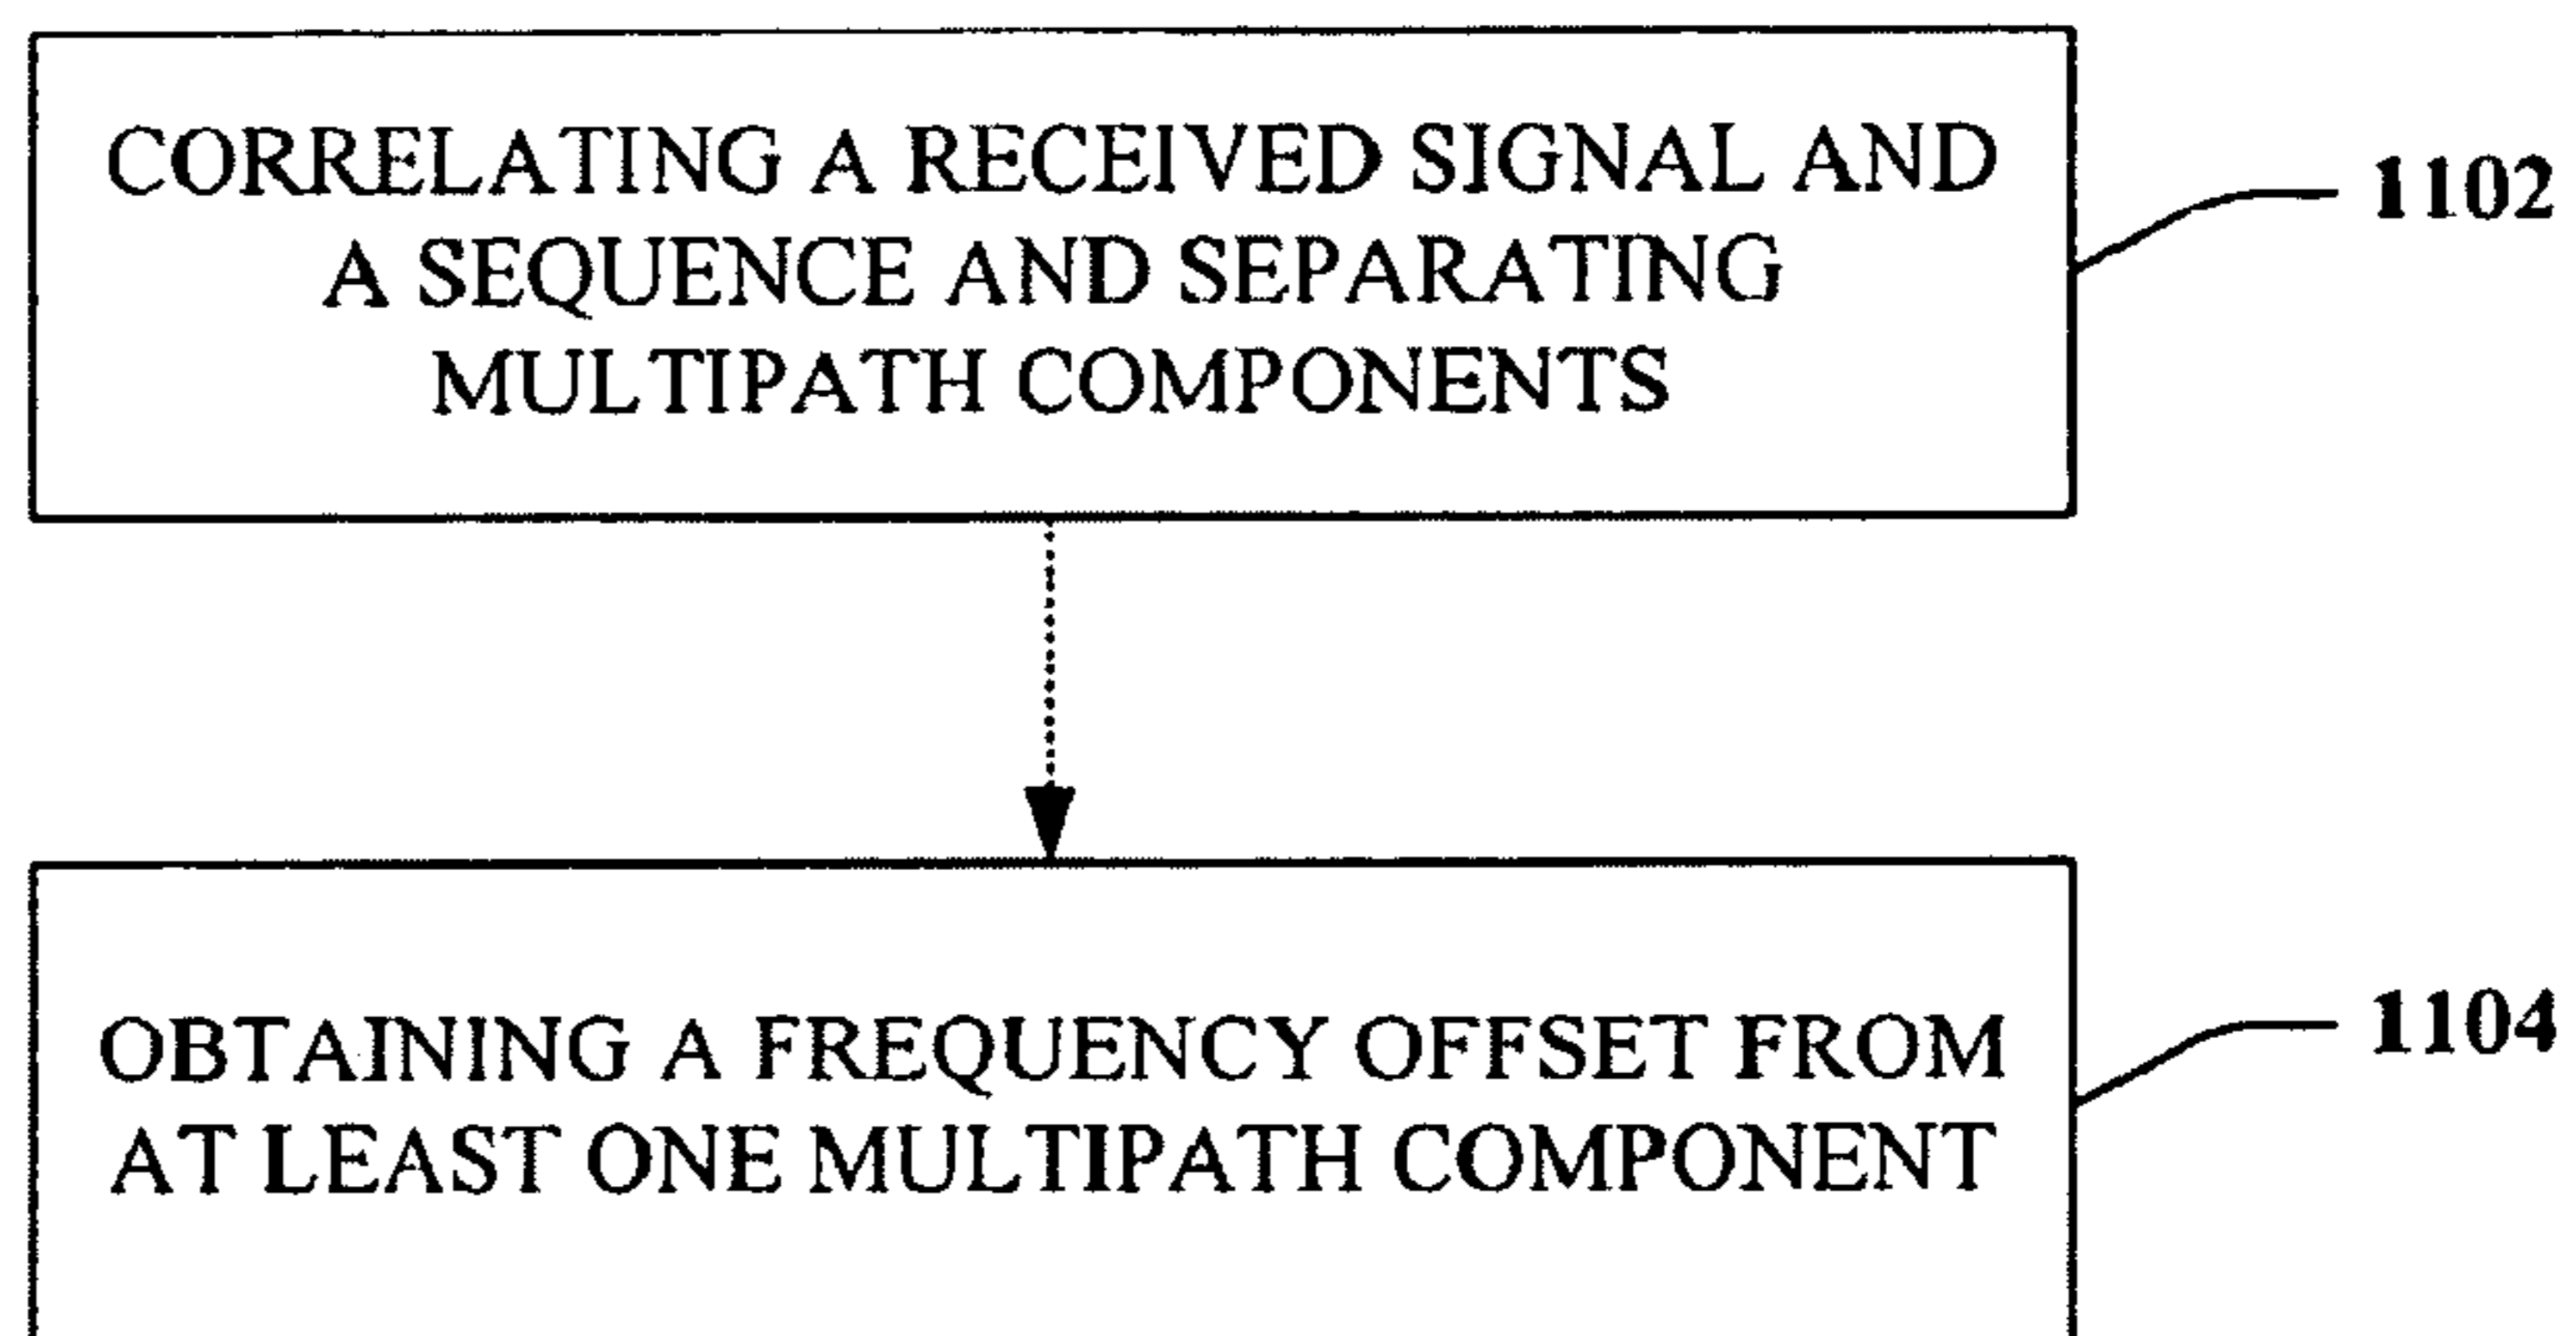 CORRELATING A RECEIVED SIGNAL AND
A SEQUENCE AND SEPARATING
MULTIPATH COMPONENTS
1102
OBTAINING A FREQUENCY OFFSET FROM
AT LEAST ONE MULTIPATH COMPONENT
1104